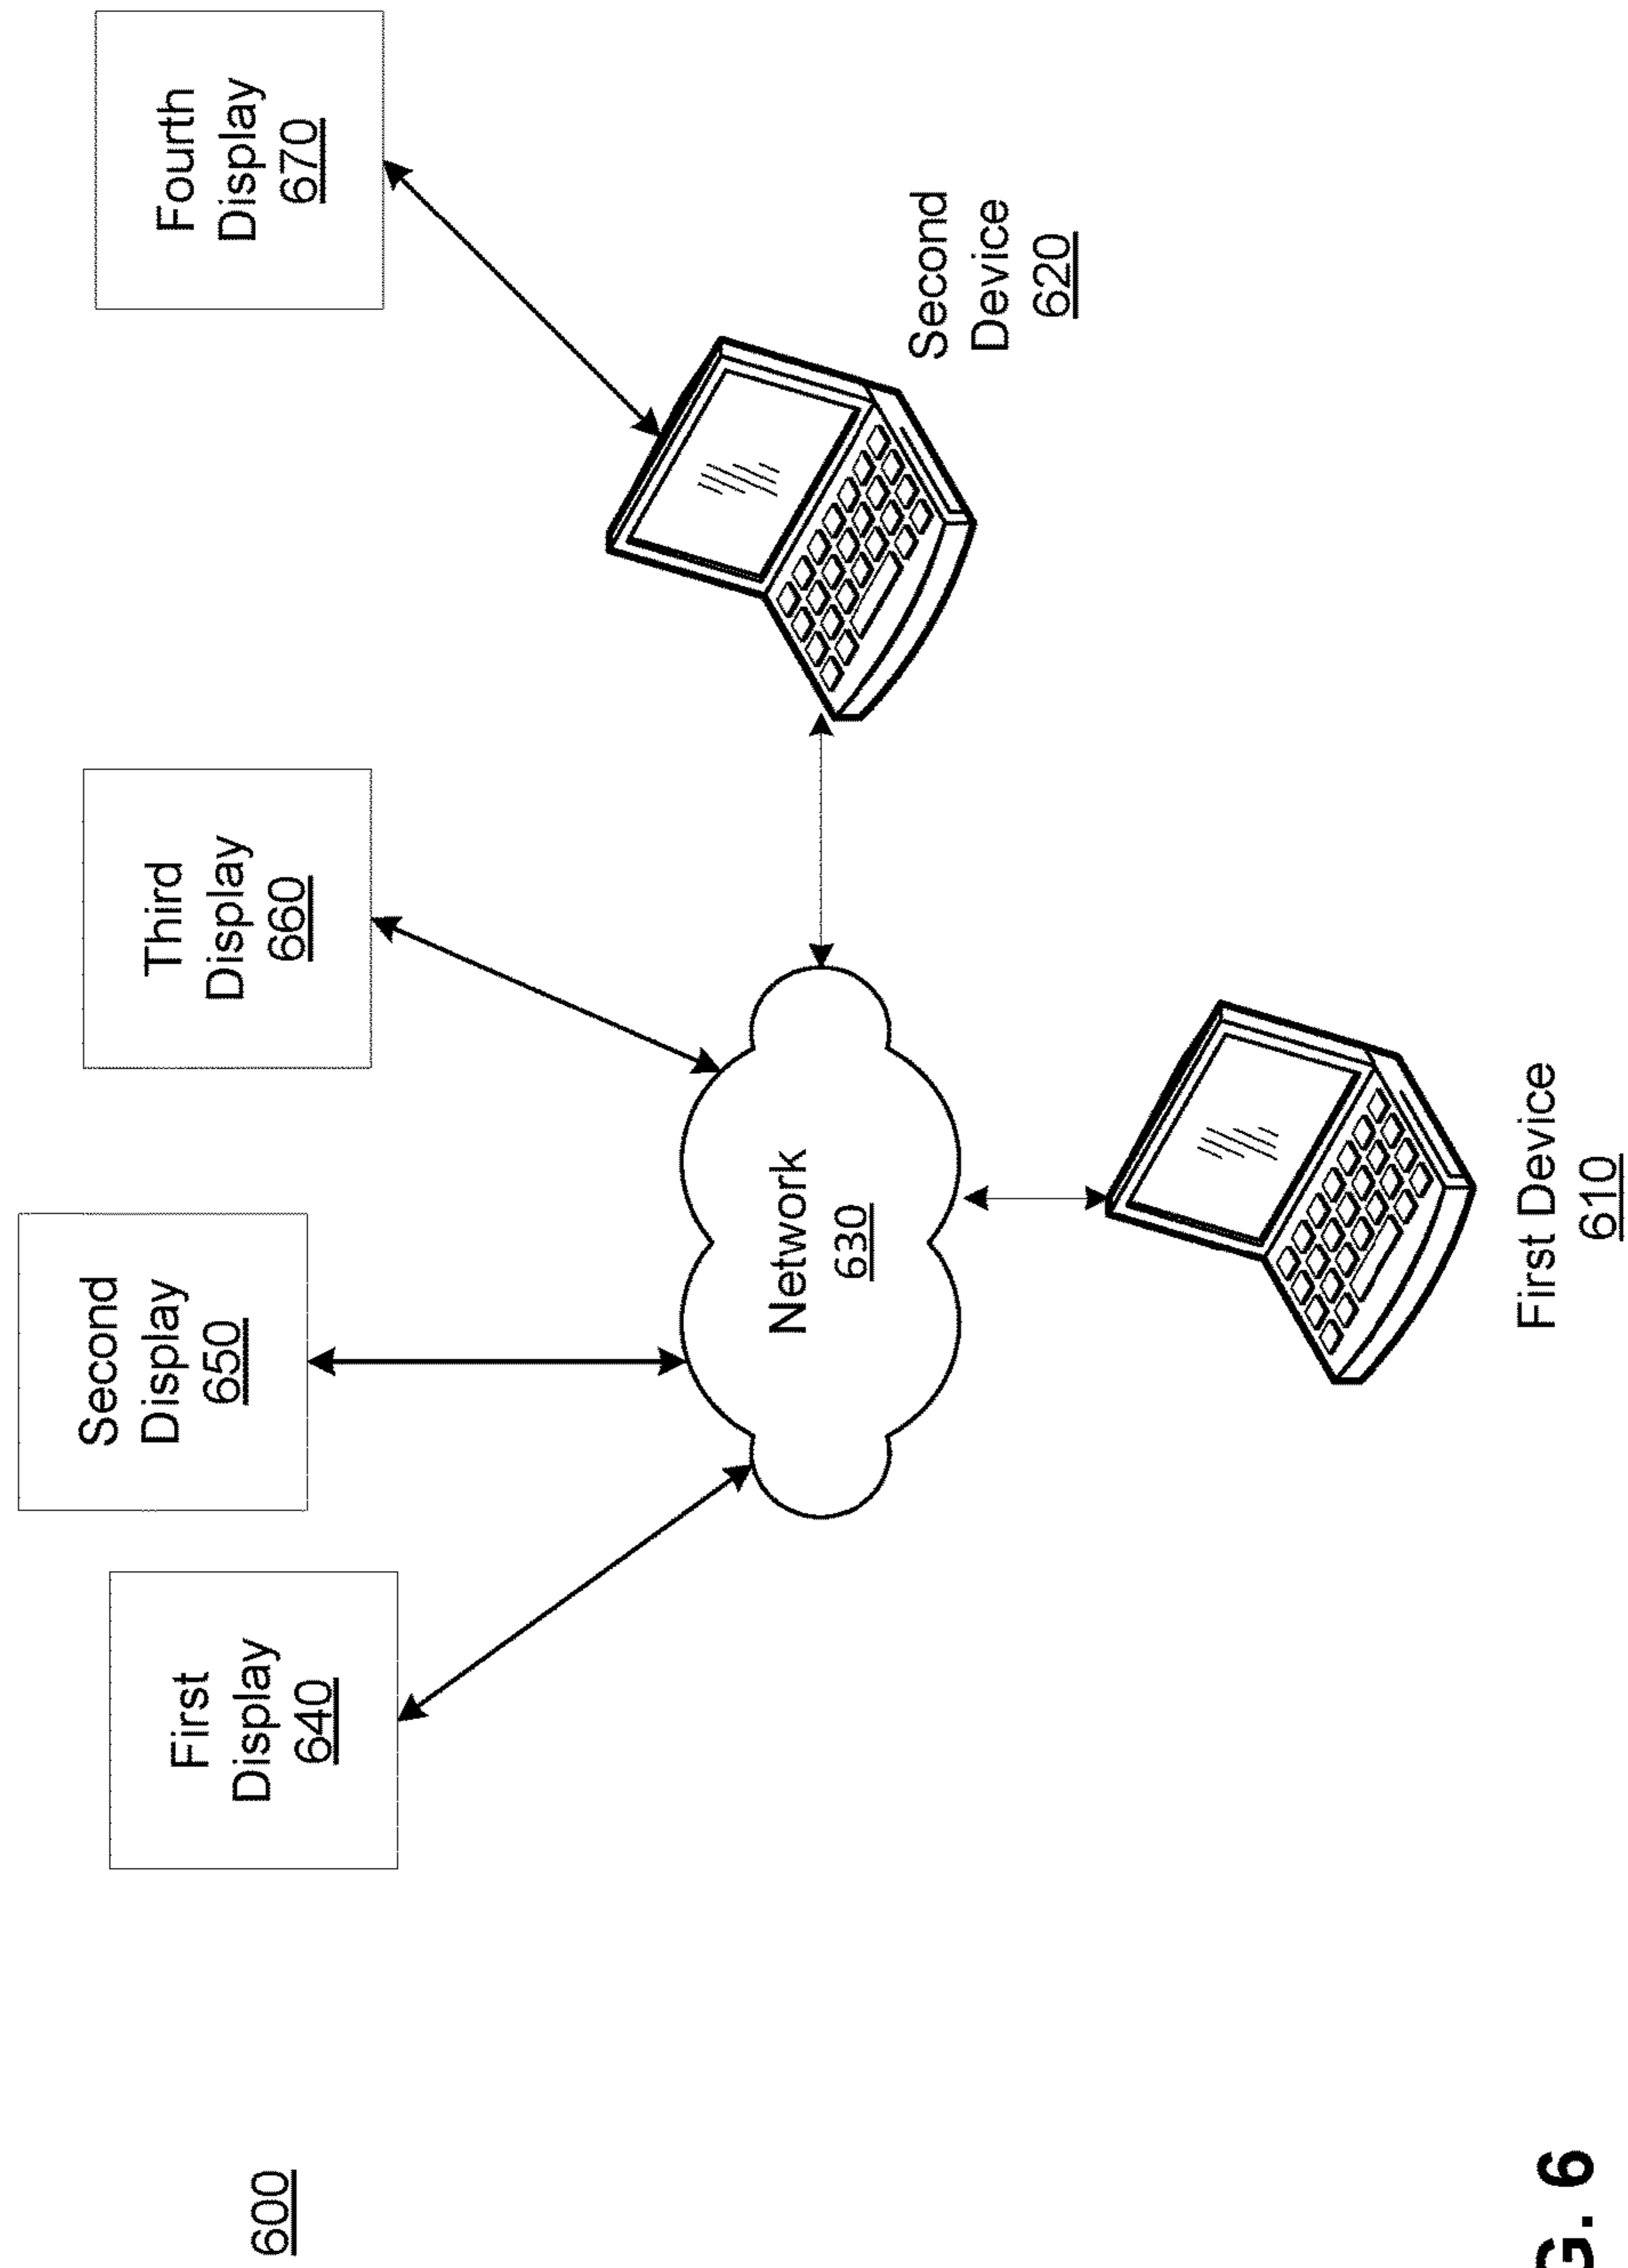 600
First
Display
640
Second
Display
650
Third
Display
660
Fourth
Display
670
Network
630
Second
Device
620
First Device
610
G. 6